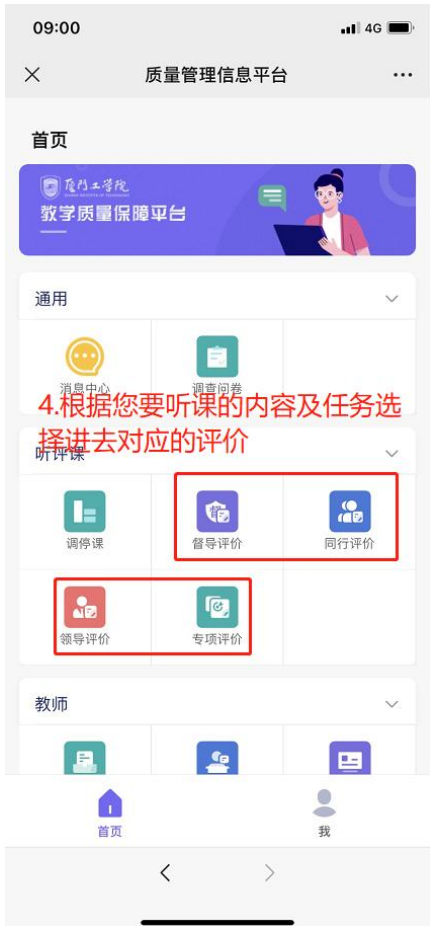 09:00
4G
质量管理信息平台
首页
厦门工学院
教学质量保障平台
通用
消息中心
调查问卷
4.根据您要听课的内容及任务选
择进去对应的评价
听评课
调停课
督导评价
同行评价
领导评价
专项评价
教师
首页
我